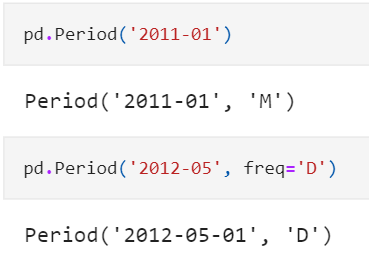 pd.Period('2011-01')
Period('2011-01', 'M')
pd.Period('2012-05', freq='D')
Period('2012-05-01', 'D')